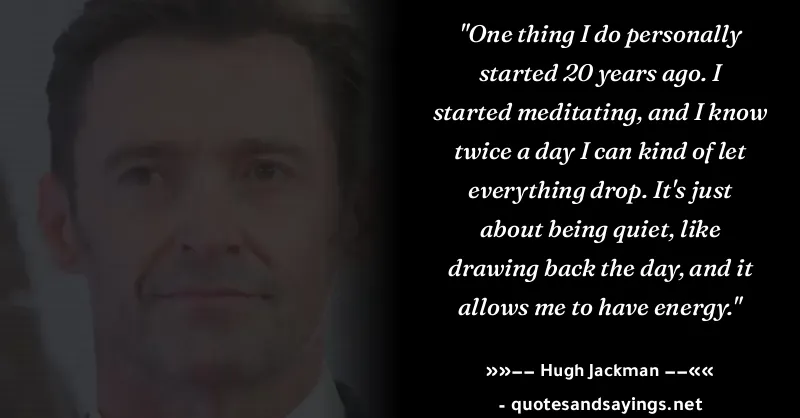 "One thing I do personally
started 20 years ago. I
started meditating, and I know
twice a day I can kind of let
everything drop. It's just
about being quiet, like
drawing back the day, and it
allows me to have energy."
»»–– Hugh Jackman ––««
- quotesandsayings.net